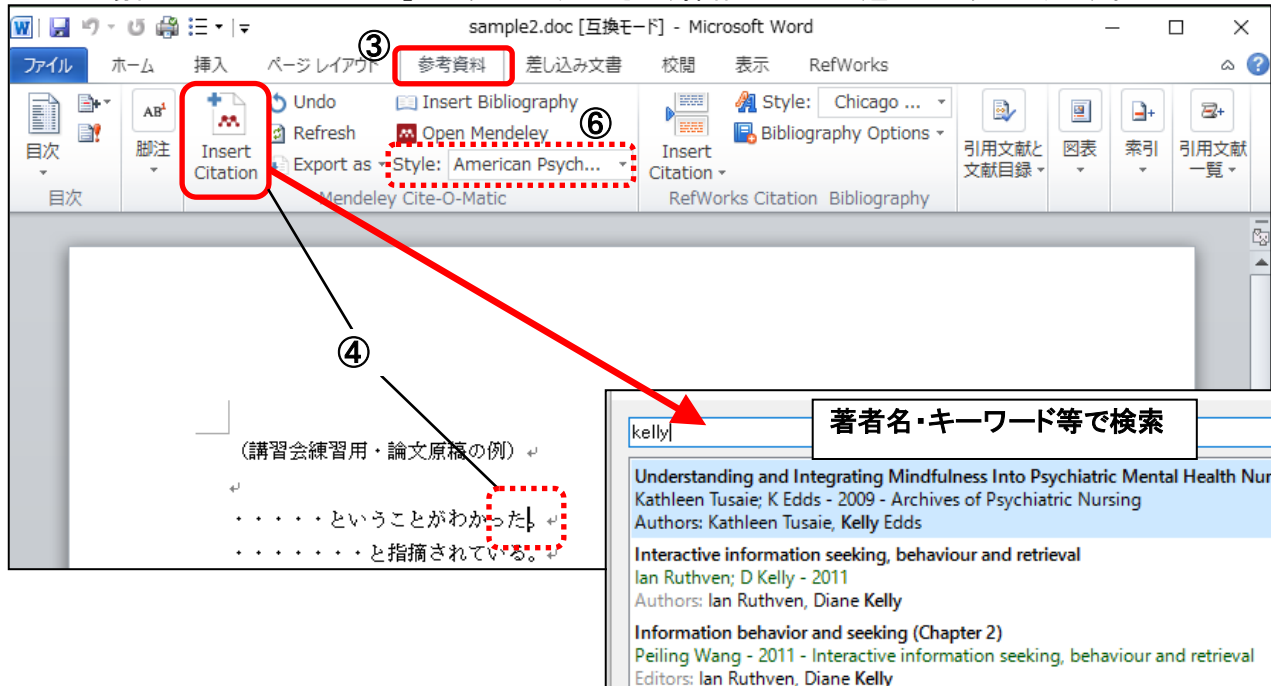 sample2.doc [互換モード] - Microsoft Word
③
ファイル ホーム 挿入 ページ レイアウト 参考資料 差し込み文書 校閲 表示 RefWorks
目次
目次
AB¹
脚注
Insert Citation
Undo
Refresh
Export as
Insert Bibliography
Open Mendeley
⑥
Style: American Psych...
Mendeley Cite-O-Matic
Insert Citation
Style: Chicago ...
Bibliography Options
RefWorks Citation Bibliography
引用文献と
文献目録
図表
索引
引用文献
一覧
④
(講習会練習用・論文原稿の例)
・・・・・ということがわかった。
・・・・・・・と指摘されている。
著者名・キーワード等で検索
kelly
Understanding and Integrating Mindfulness Into Psychiatric Mental Health Nur
Kathleen Tusaie; K Edds - 2009 - Archives of Psychiatric Nursing
Authors: Kathleen Tusaie, Kelly Edds
Interactive information seeking, behaviour and retrieval
Ian Ruthven; D Kelly - 2011
Authors: Ian Ruthven, Diane Kelly
Information behavior and seeking (Chapter 2)
Peiling Wang - 2011 - Interactive information seeking, behaviour and retrieval
Editors: Ian Ruthven, Diane Kelly